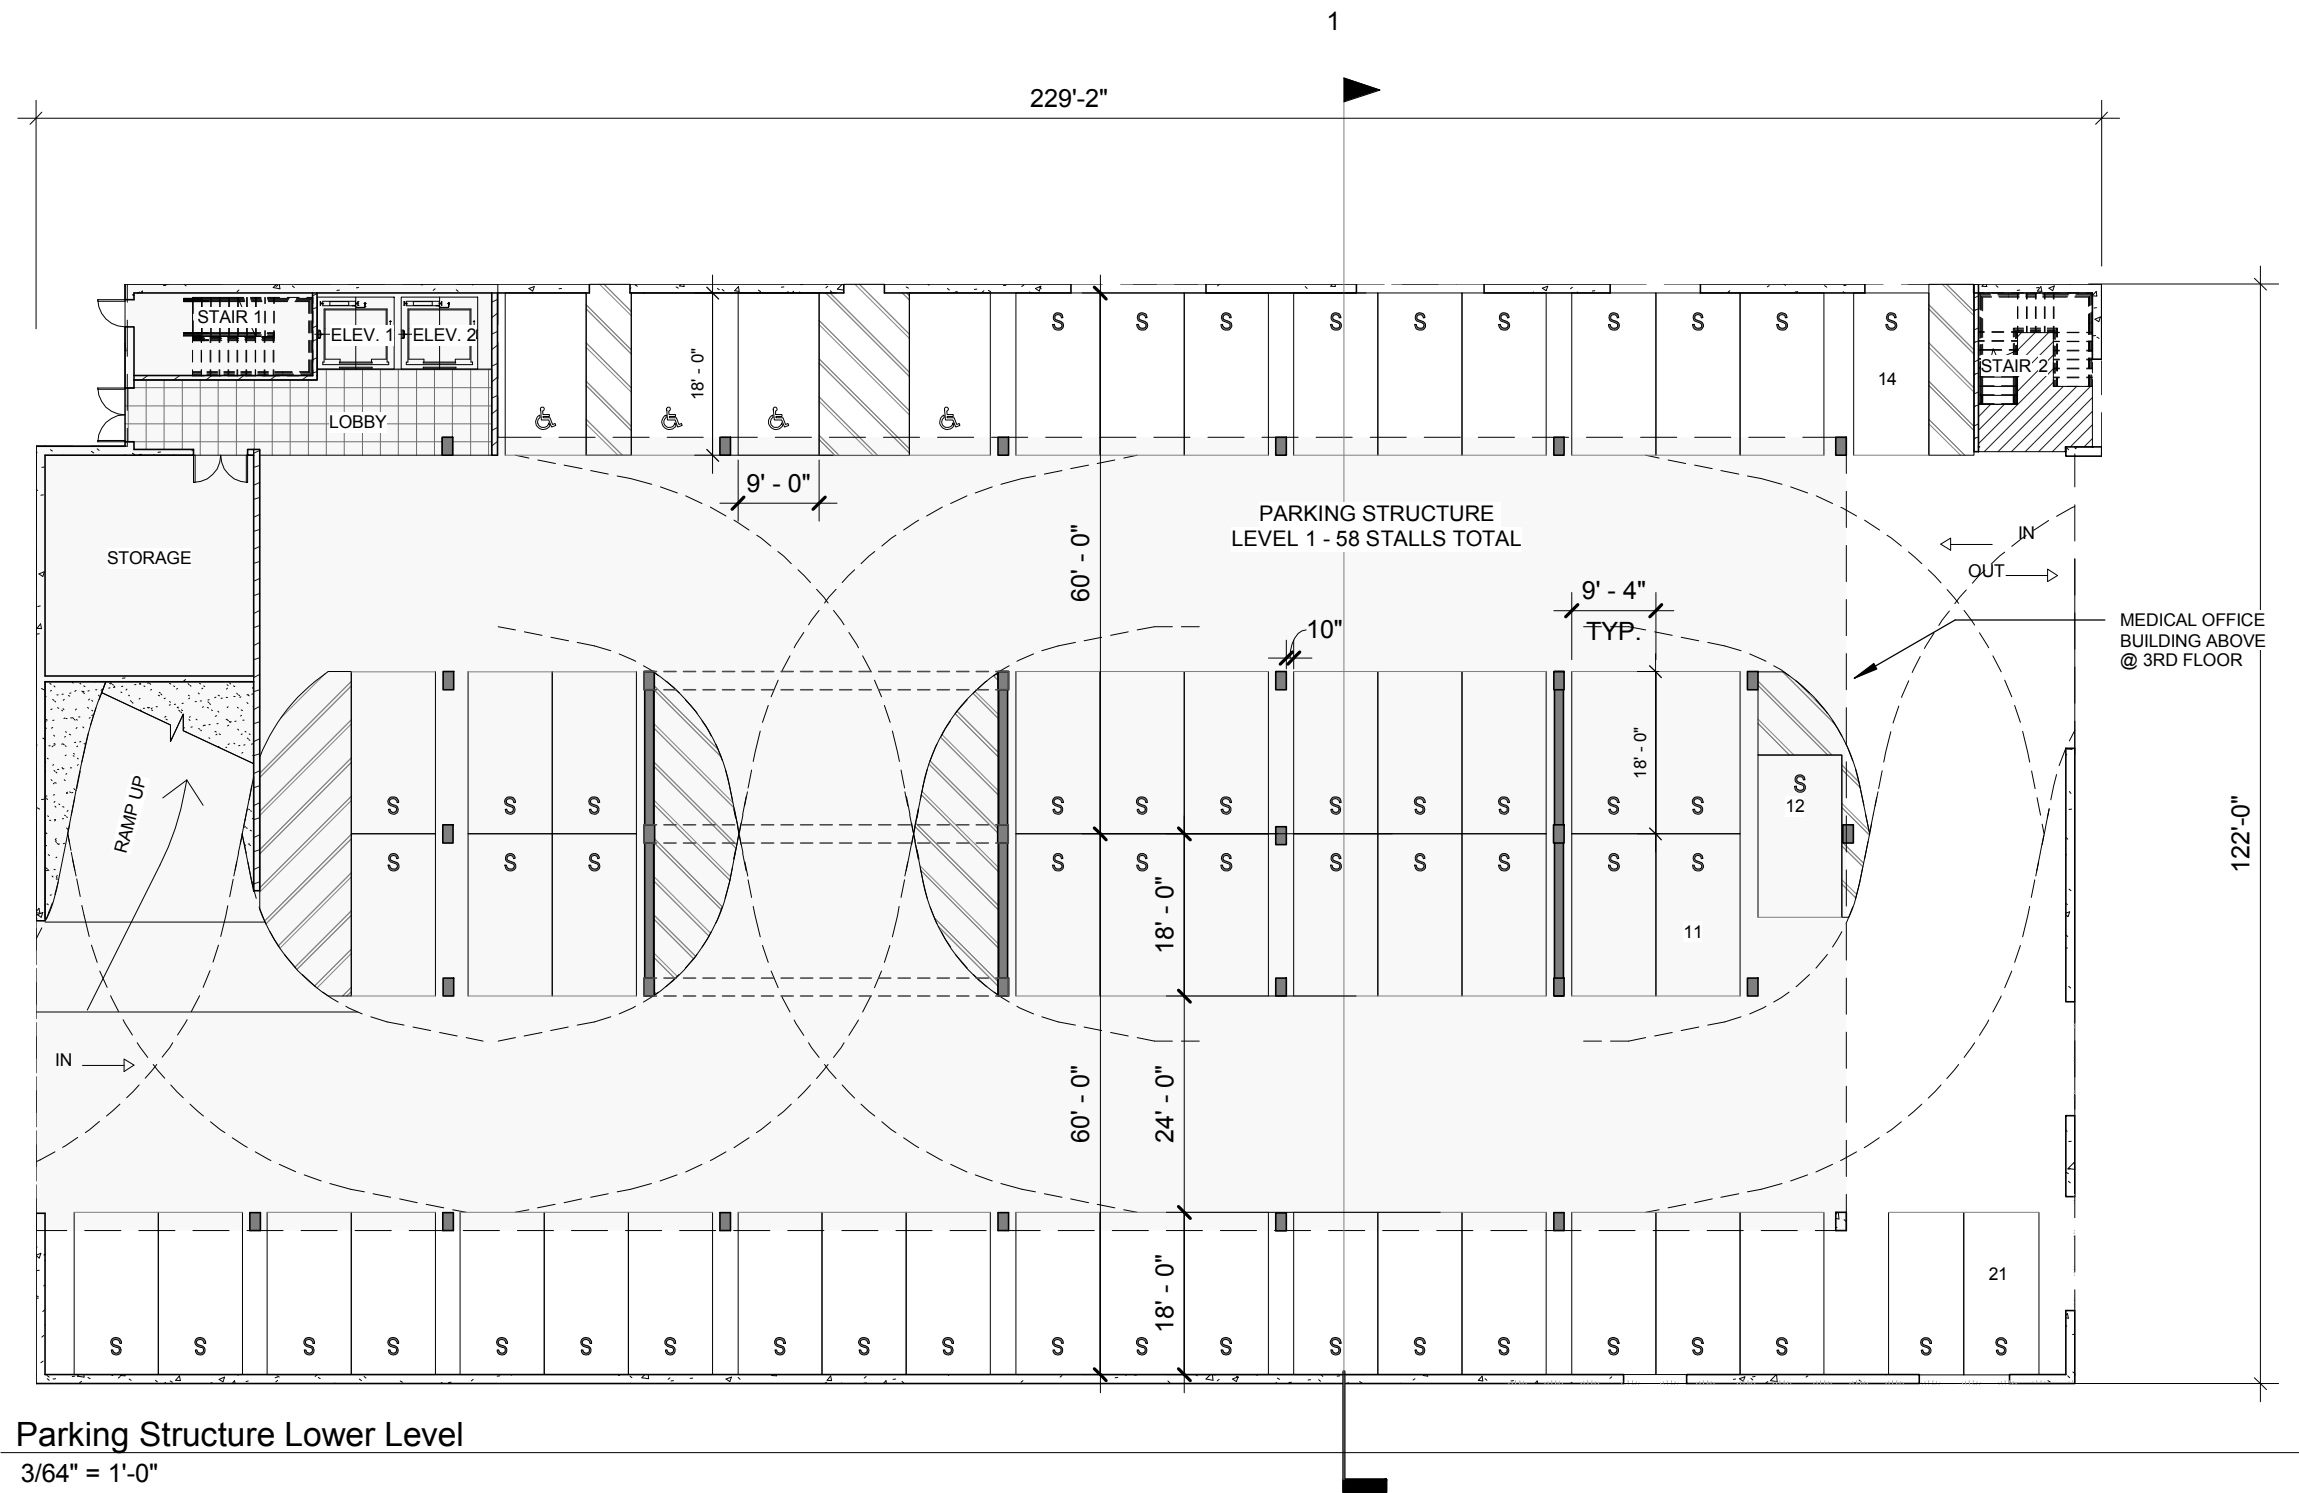 1
229'-2"
STAIR 1
ELEV. 1
ELEV. 2
LOBBY
18' - 0"
S S S S S S S S S S
14
STAIR 2
9' - 0"
60' - 0"
PARKING STRUCTURE
LEVEL 1 - 58 STALLS TOTAL
IN
OUT
STORAGE
9' - 4"
TYP.
10"
MEDICAL OFFICE
BUILDING ABOVE
@ 3RD FLOOR
18' - 0"
RAMP UP
S
12
S S S S S S S S S S S
122'-0"
S S S S S S S S S S S
18' - 0"
11
IN
60' - 0"
24' - 0"
18' - 0"
21
S S S S S S S S S S S S S S S S S S S S S
Parking Structure Lower Level
3/64" = 1'-0"